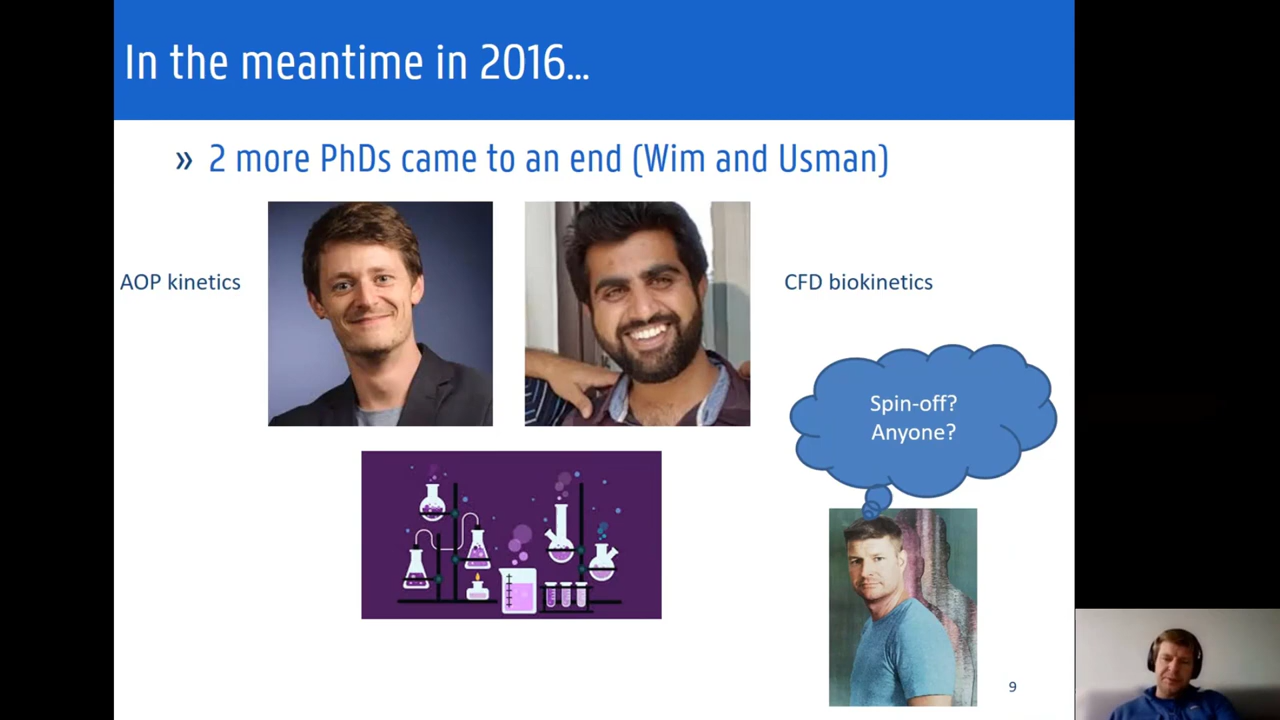 In the meantime in 2016...
» 2 more PhDs came to an end (Wim and Usman)
AOP kinetics
CFD biokinetics
Spin-off?
Anyone?
9